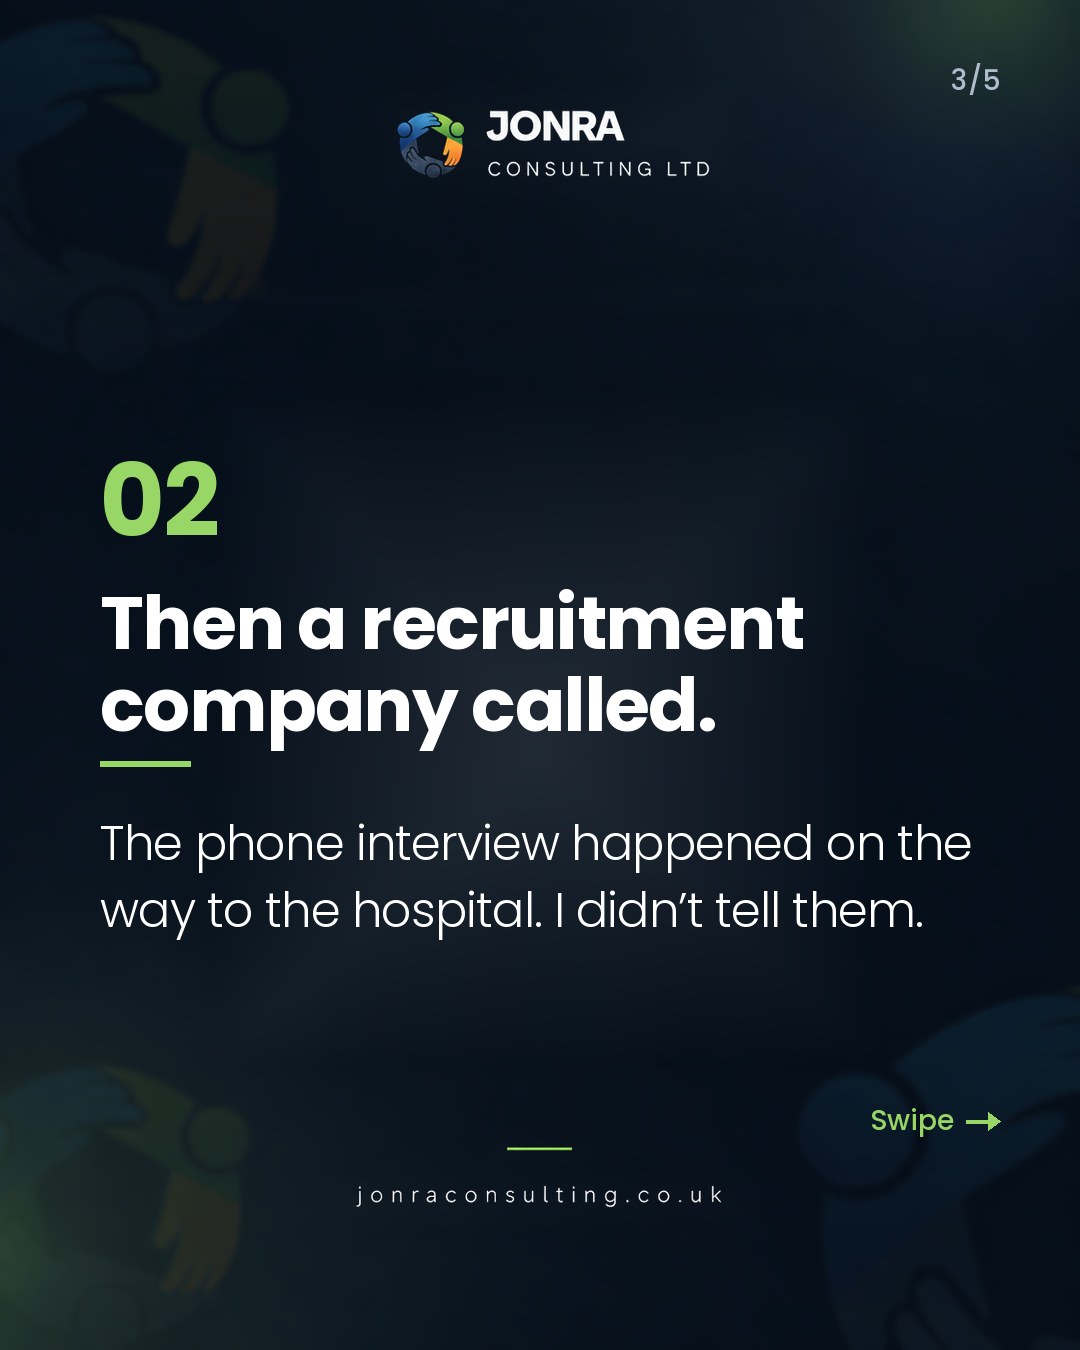 3/5
JONRA
CONSULTING LTD
02
Then a recruitment
company called.
The phone interview happened on the
way to the hospital. I didn’t tell them.
Swipe →
jonraconsulting.co.uk